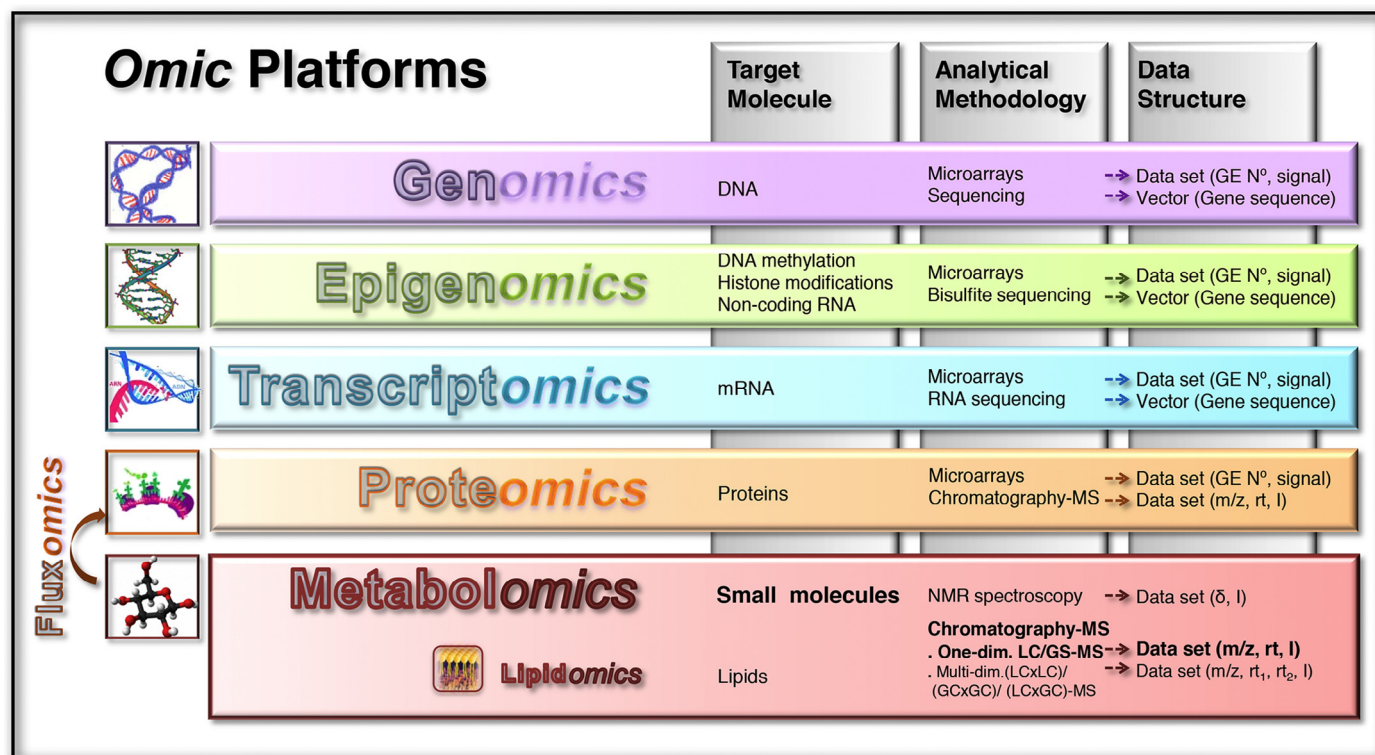 Omic Platforms
Target
Molecule
Analytical
Methodology
Data
Structure
Genomics
DNA
Microarrays
Sequencing
Data set (GE Nº, signal)
Vector (Gene sequence)
Epigenomics
DNA methylation
Histone modifications
Non-coding RNA
Microarrays
Bisulfite sequencing
Data set (GE Nº, signal)
Vector (Gene sequence)
ARN
ADN
Transcriptomics
mRNA
Microarrays
RNA sequencing
Data set (GE Nº, signal)
Vector (Gene sequence)
Fluxomics
Proteomics
Proteins
Microarrays
Chromatography-MS
Data set (GE Nº, signal)
Data set (m/z, rt, I)
Metabolomics
Small molecules
NMR spectroscopy
Data set (δ, I)
Lipidomics
Lipids
Chromatography-MS
. One-dim. LC/GS-MS
. Multi-dim.(LCxLC)/
(GCxGC)/ (LCxGC)-MS
Data set (m/z, rt, I)
Data set (m/z, rt₁, rt₂, I)